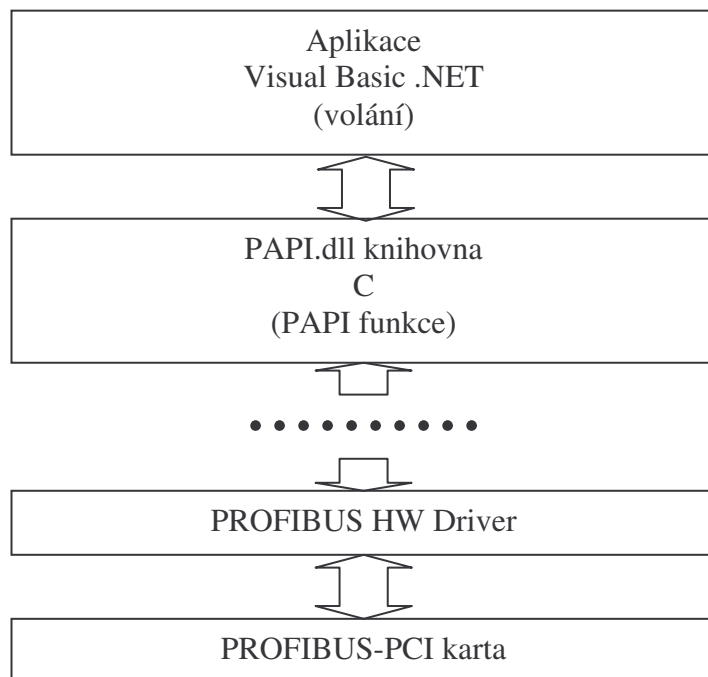 Aplikace
Visual Basic .NET
(volání)
PAPI.dll knihovna
C
(PAPI funkce)
PROFIBUS HW Driver
PROFIBUS-PCI karta